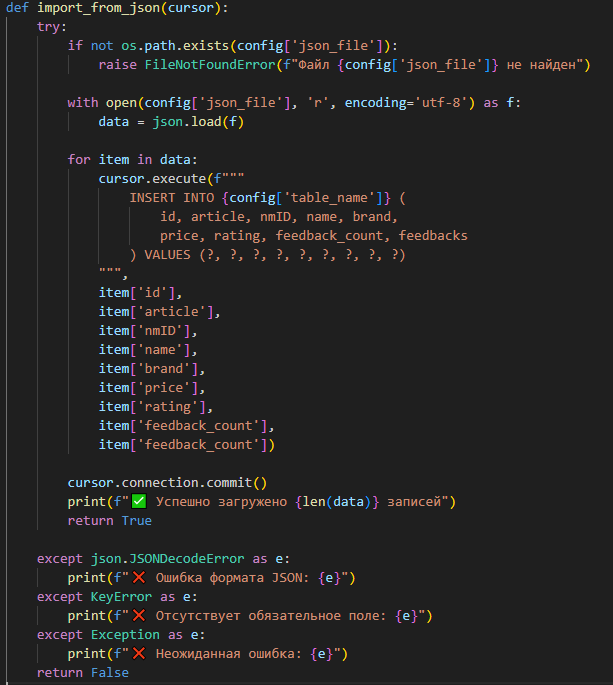 def import_from_json(cursor):
    try:
        if not os.path.exists(config['json_file']):
            raise FileNotFoundError(f"Файл {config['json_file']} не найден")

        with open(config['json_file'], 'r', encoding='utf-8') as f:
            data = json.load(f)

        for item in data:
            cursor.execute(f"""
                INSERT INTO {config['table_name']} (
                    id, article, nmID, name, brand,
                    price, rating, feedback_count, feedbacks
                ) VALUES (?, ?, ?, ?, ?, ?, ?, ?, ?)
            """,
            item['id'],
            item['article'],
            item['nmID'],
            item['name'],
            item['brand'],
            item['price'],
            item['rating'],
            item['feedback_count'],
            item['feedback_count'])

        cursor.connection.commit()
        print(f"✅ Успешно загружено {len(data)} записей")
        return True

    except json.JSONDecodeError as e:
        print(f"❌ Ошибка формата JSON: {e}")
    except KeyError as e:
        print(f"❌ Отсутствует обязательное поле: {e}")
    except Exception as e:
        print(f"❌ Неожиданная ошибка: {e}")
    return False